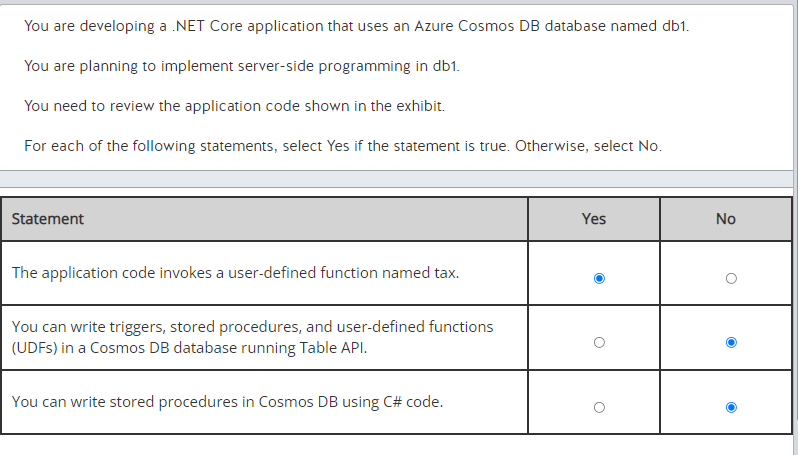 You are developing a .NET Core application that uses an Azure Cosmos DB database named db1.
You are planning to implement server-side programming in db1.
You need to review the application code shown in the exhibit.
For each of the following statements, select Yes if the statement is true. Otherwise, select No.
Statement Yes No
The application code invokes a user-defined function named tax.
You can write triggers, stored procedures, and user-defined functions
(UDFs) in a Cosmos DB database running Table API.
You can write stored procedures in Cosmos DB using C# code.